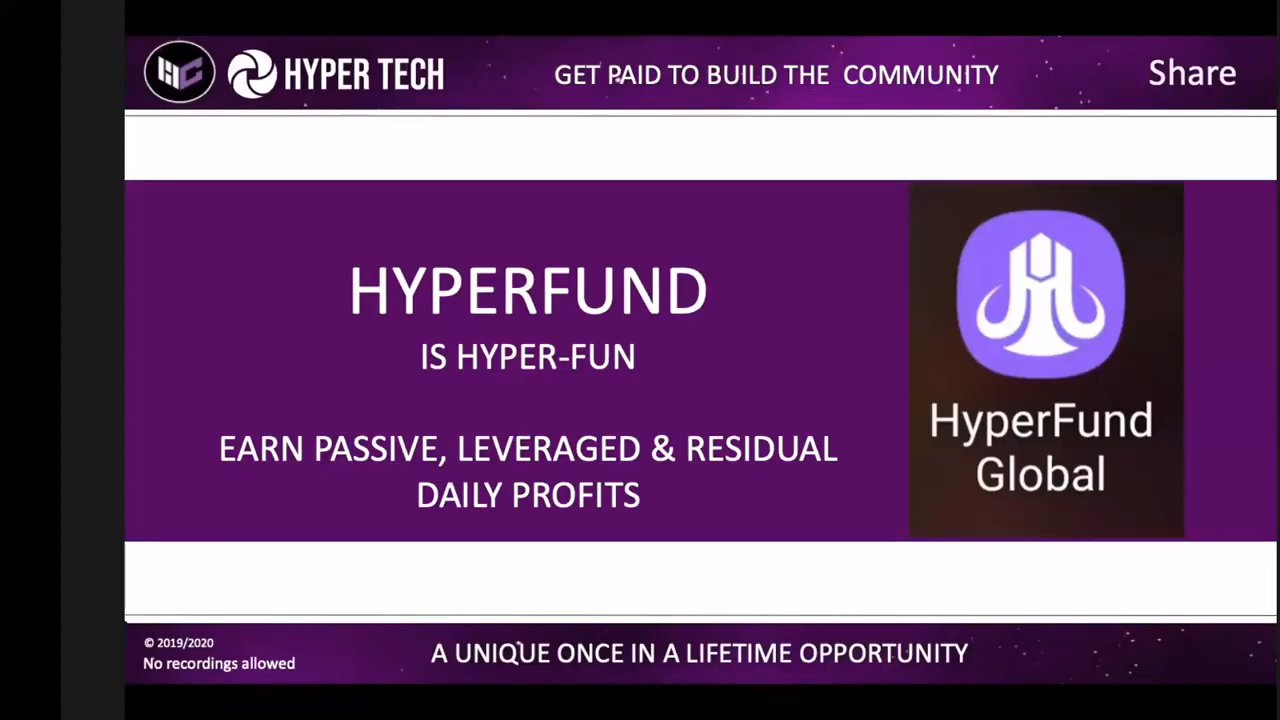 HC HYPER TECH
GET PAID TO BUILD THE COMMUNITY
Share
HYPERFUND
IS HYPER-FUN
EARN PASSIVE, LEVERAGED & RESIDUAL
DAILY PROFITS
HyperFund
Global
© 2019/2020
No recordings allowed
A UNIQUE ONCE IN A LIFETIME OPPORTUNITY